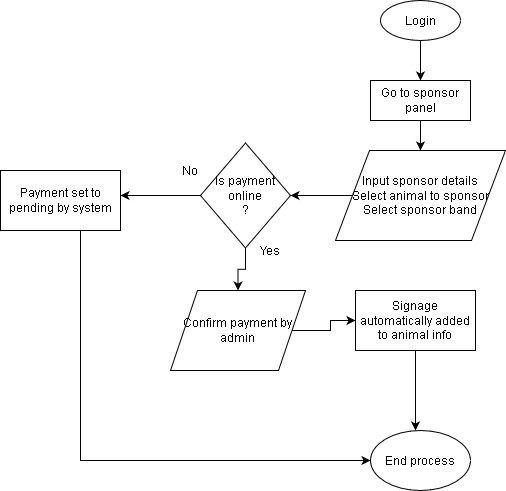 Login
Go to sponsor
panel
Input sponsor details
Select animal to sponsor
Select sponsor band
Is payment
online
?
No
Payment set to
pending by system
Yes
Confirm payment by
admin
Signage
automatically added
to animal info
End process